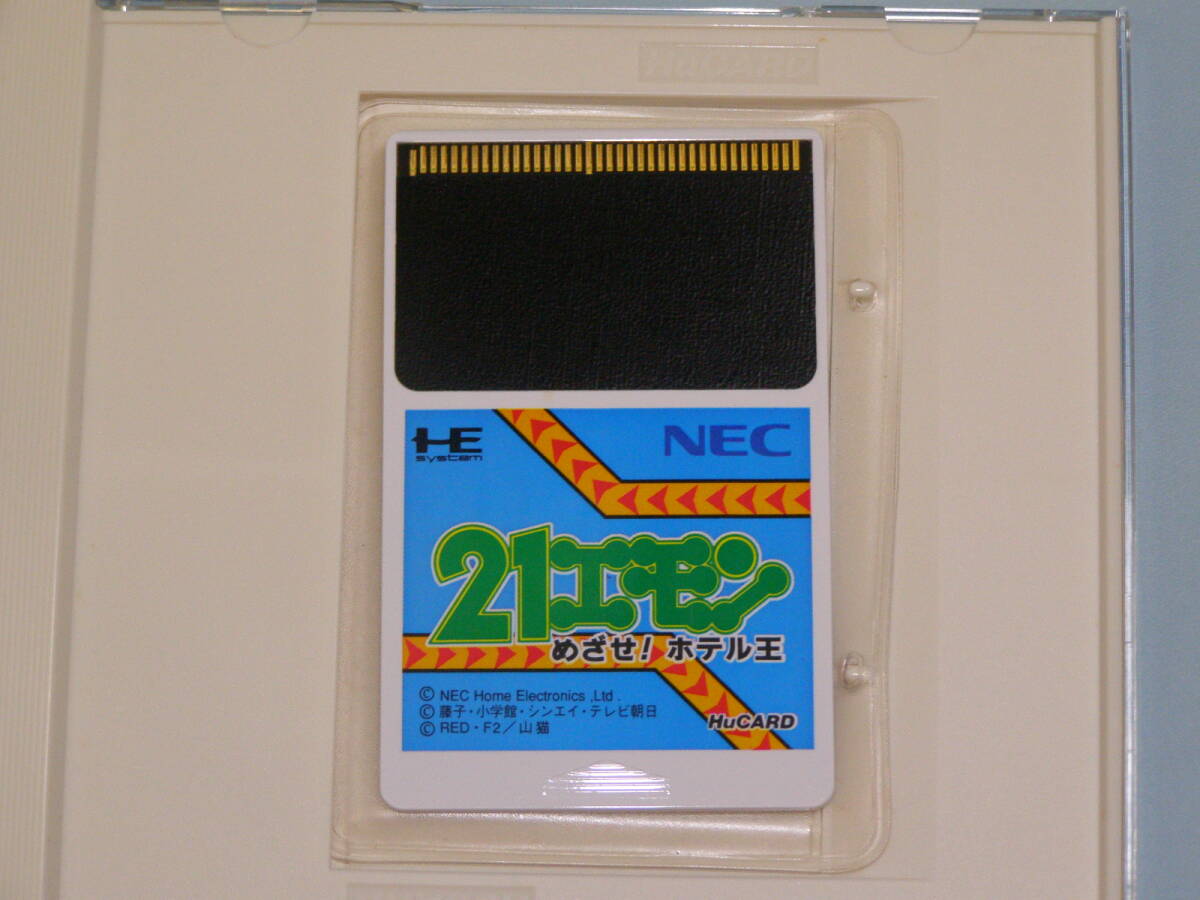 HuCARD
HE system
NEC
21エモン
めざせ! ホテル王
© NEC Home Electronics ,Ltd .
© 藤子・小学館・シンエイ・テレビ朝日
© RED・F2/山猫
HuCARD